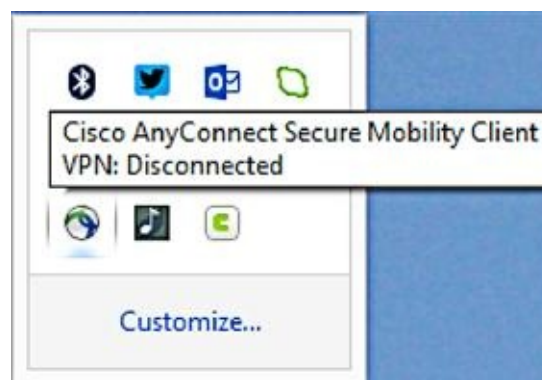 Cisco AnyConnect Secure Mobility Client
VPN: Disconnected
Customize...